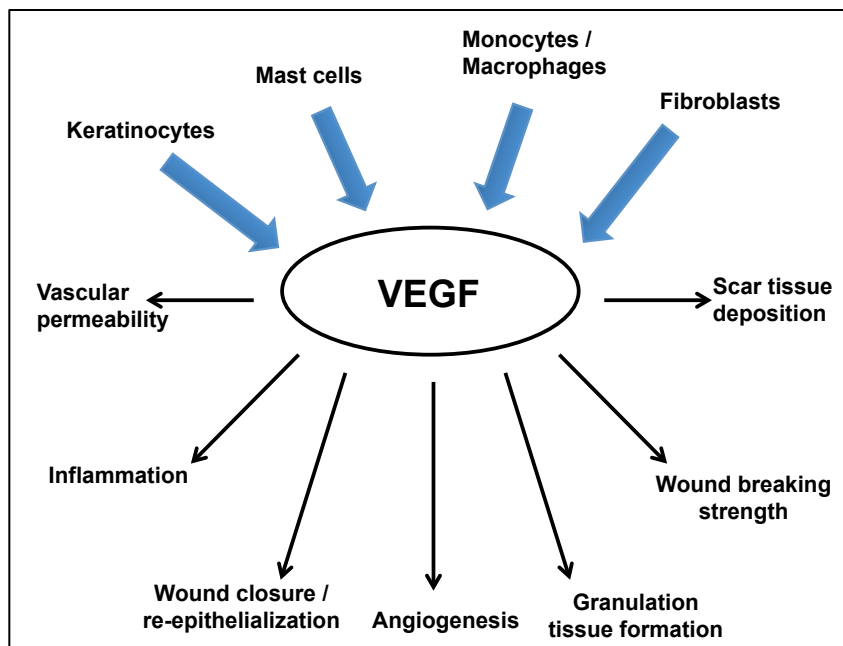 Monocytes /
Macrophages
Mast cells
Fibroblasts
Keratinocytes
VEGF
Vascular
permeability
Scar tissue
deposition
Inflammation
Wound breaking
strength
Wound closure /
re-epithelialization
Angiogenesis
Granulation
tissue formation